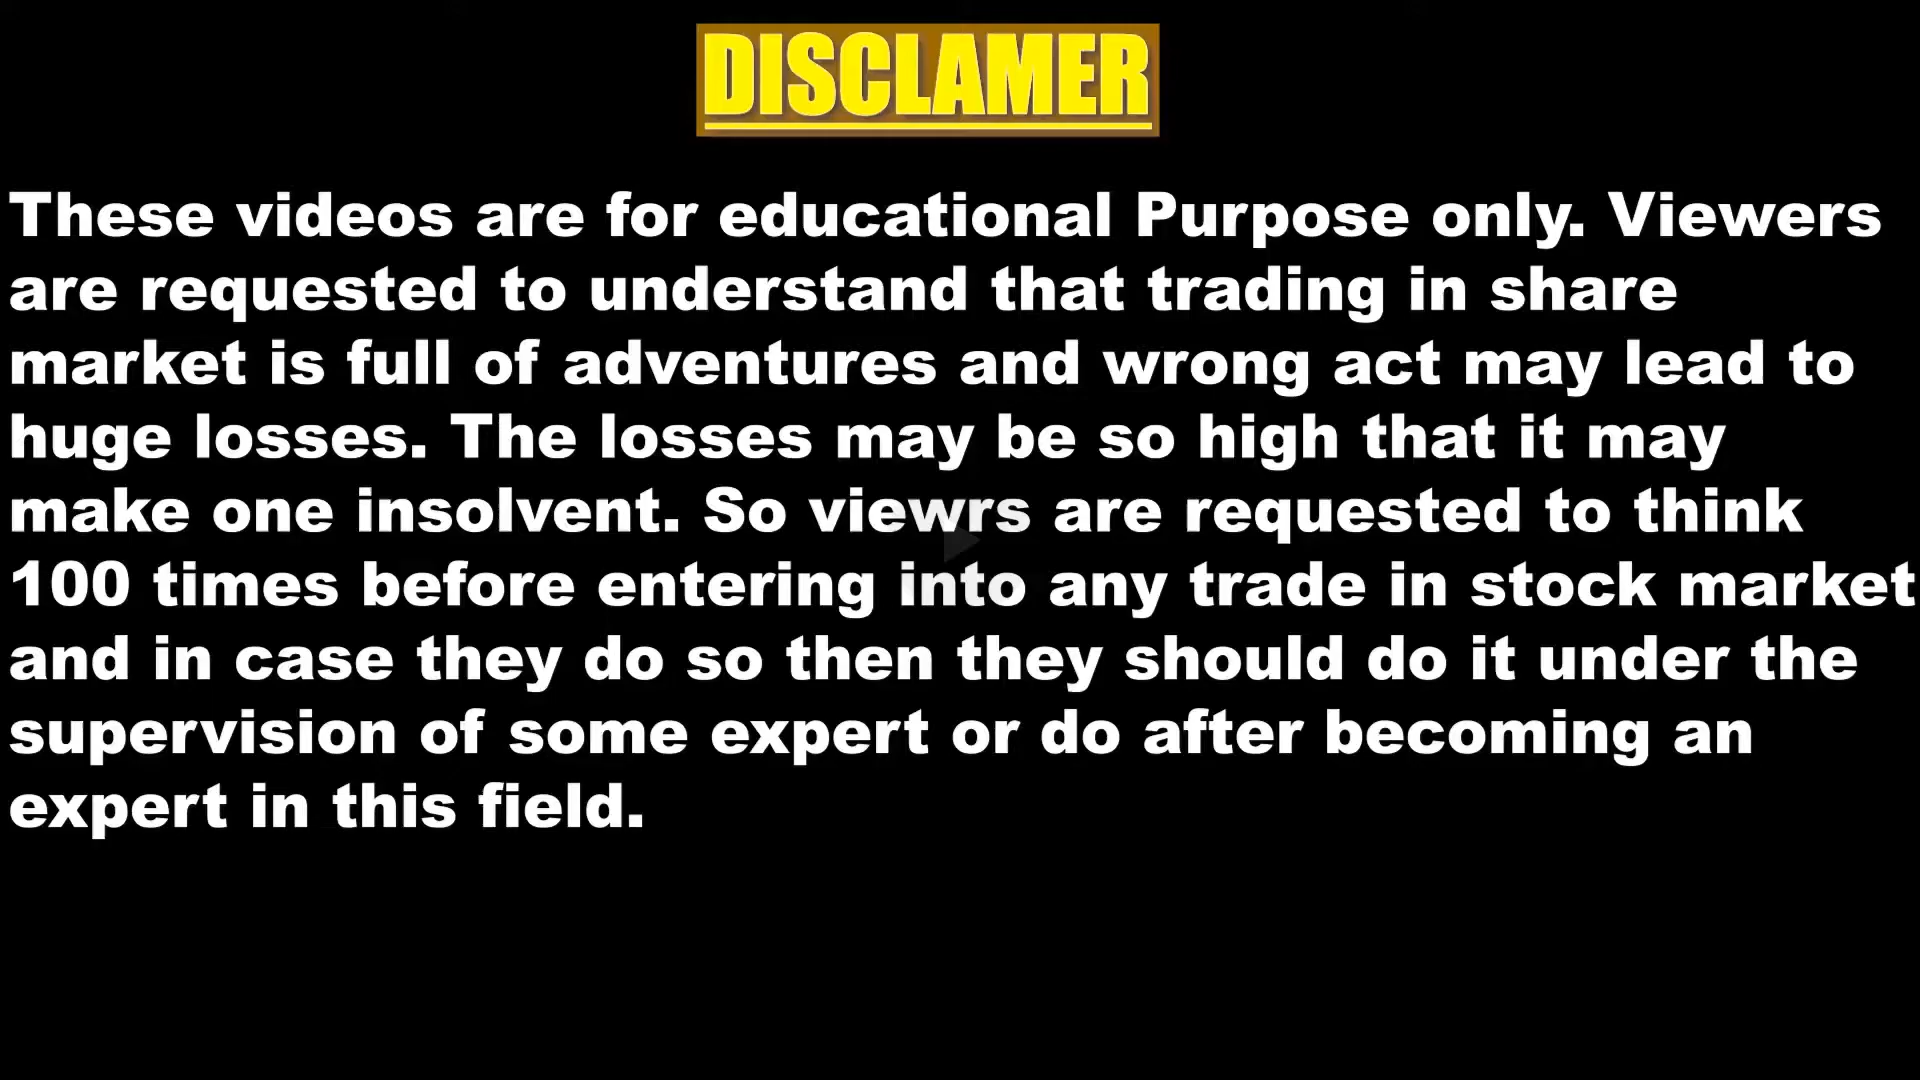 DISCLAMER
These videos are for educational Purpose only. Viewers
are requested to understand that trading in share
market is full of adventures and wrong act may lead to
huge losses. The losses may be so high that it may
make one insolvent. So viewrs are requested to think
100 times before entering into any trade in stock market
and in case they do so then they should do it under the
supervision of some expert or do after becoming an
expert in this field.